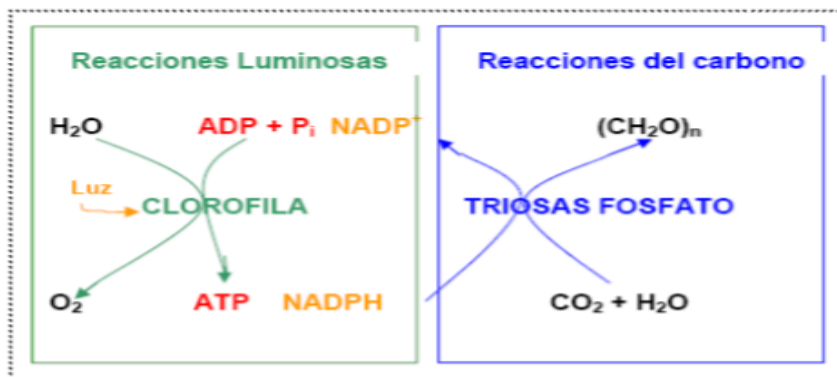 Reacciones Luminosas
H₂O ADP + Pᵢ NADP⁺
Luz
CLOROFILA
O₂ ATP NADPH
Reacciones del carbono
(CH₂O)ₙ
TRIOSAS FOSFATO
CO₂ + H₂O